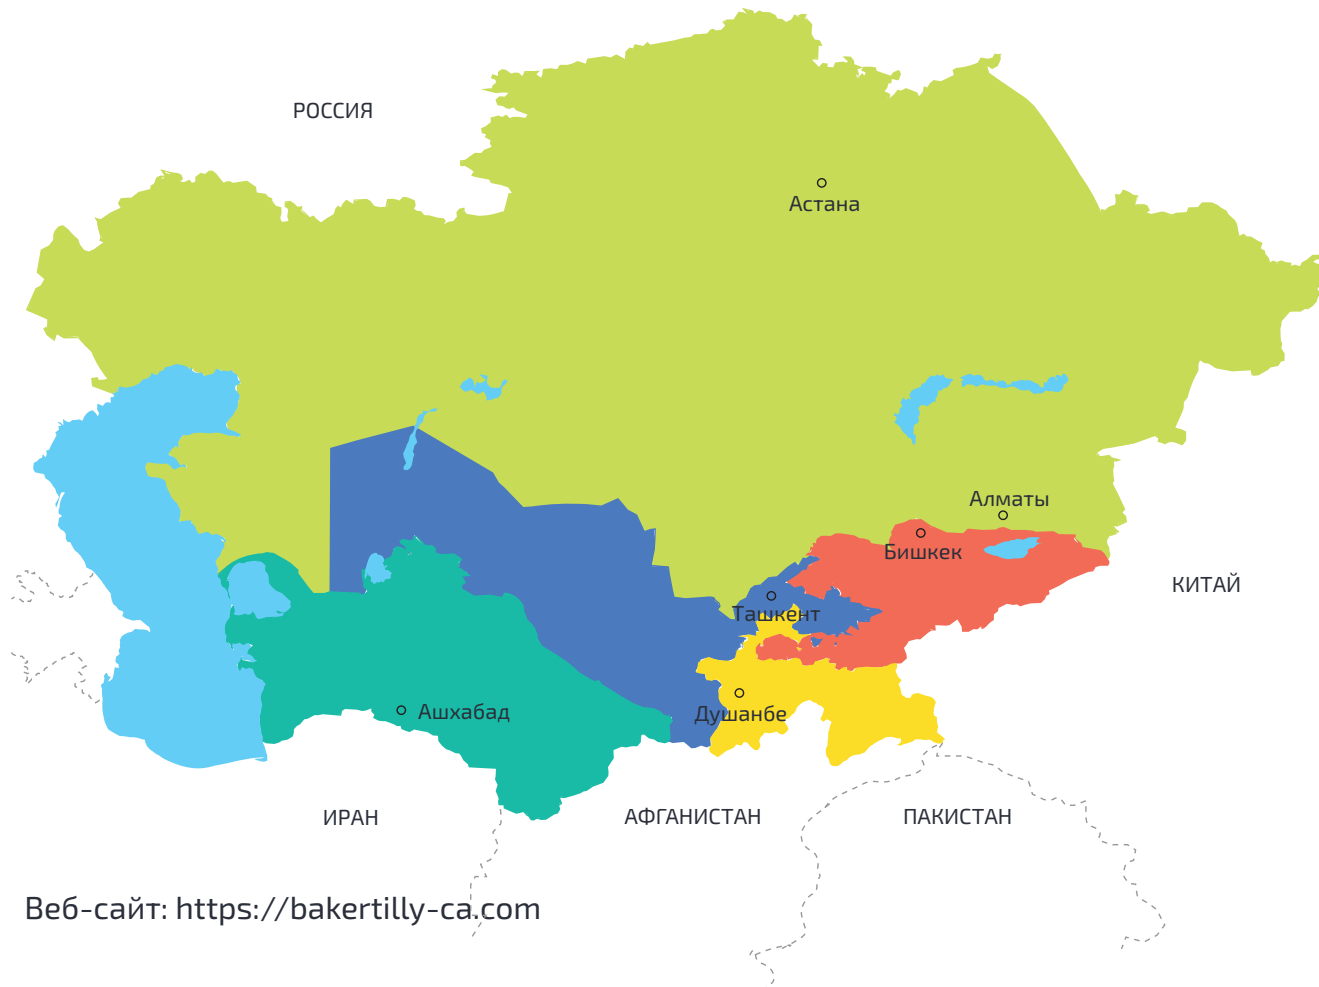 РОССИЯ
Астана
Алматы
Бишкек
КИТАЙ
Ташкент
Ашхабад
Душанбе
ИРАН
АФГАНИСТАН
ПАКИСТАН
Веб-сайт: https://bakertilly-ca.com